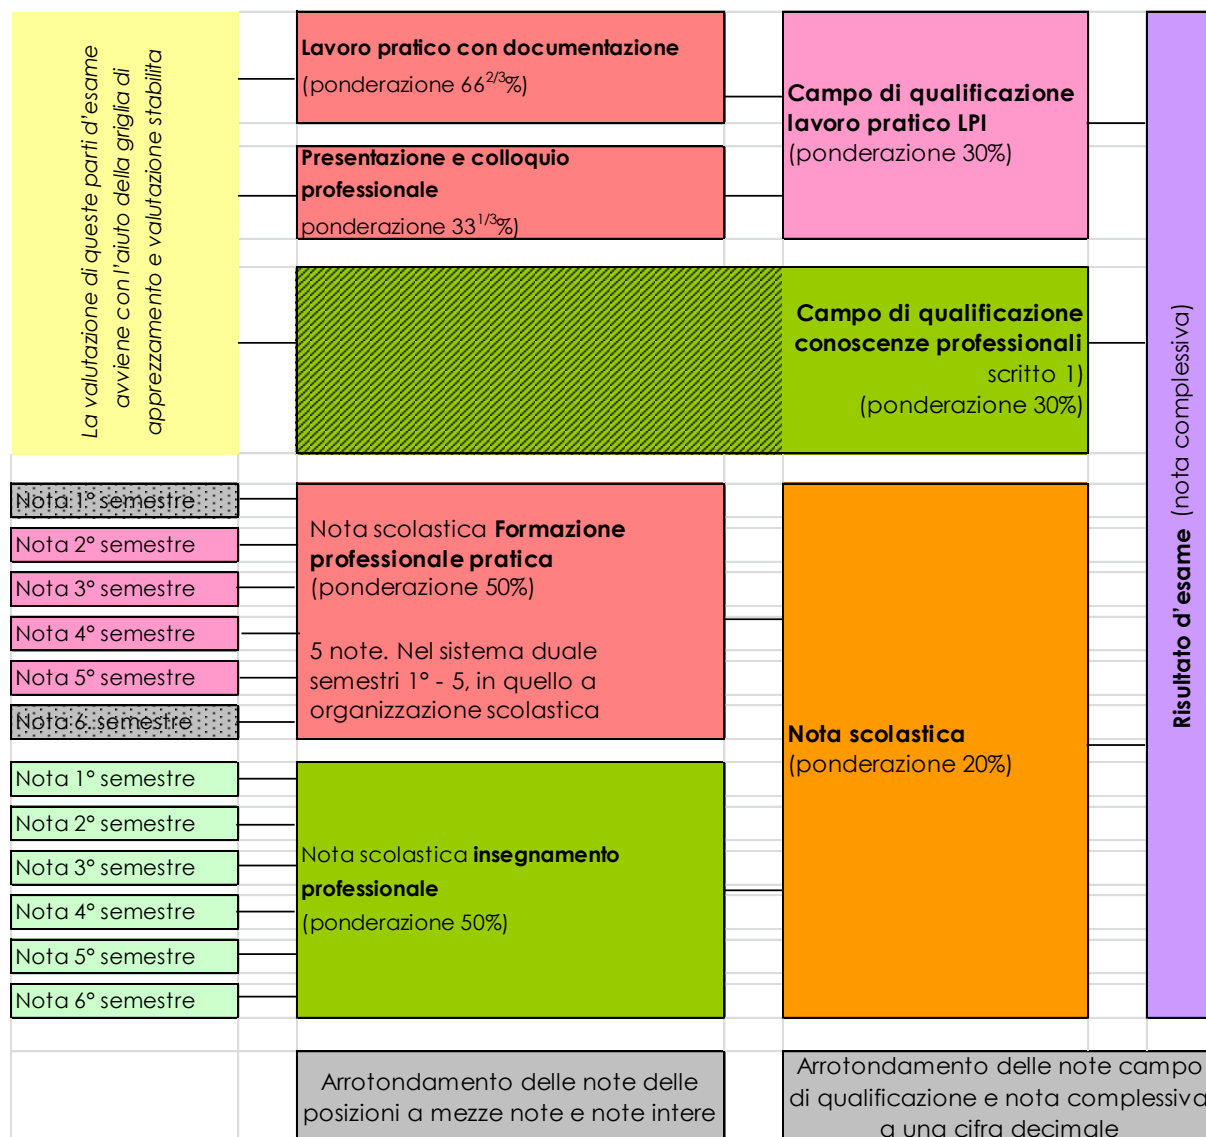 La valutazione di queste parti d'esame
avviene con l'aiuto della griglia di
apprezzamento e valutazione stabilita
Lavoro pratico con documentazione
(ponderazione 66 2/3%)
Presentazione e colloquio
professionale
ponderazione 33 1/3%)
Campo di qualificazione
lavoro pratico LPI
(ponderazione 30%)
Campo di qualificazione
conoscenze professionali
scritto 1)
(ponderazione 30%)
Risultato d'esame (nota complessiva)
Nota 1° semestre
Nota 2° semestre
Nota 3° semestre
Nota 4° semestre
Nota 5° semestre
Nota 6. semestre
Nota scolastica Formazione
professionale pratica
(ponderazione 50%)
5 note. Nel sistema duale
semestri 1° - 5, in quello a
organizzazione scolastica
Nota scolastica
(ponderazione 20%)
Nota 1° semestre
Nota 2° semestre
Nota 3° semestre
Nota 4° semestre
Nota 5° semestre
Nota 6° semestre
Nota scolastica insegnamento
professionale
(ponderazione 50%)
Arrotondamento delle note delle
posizioni a mezze note e note intere
Arrotondamento delle note campo
di qualificazione e nota complessiva
a una cifra decimale